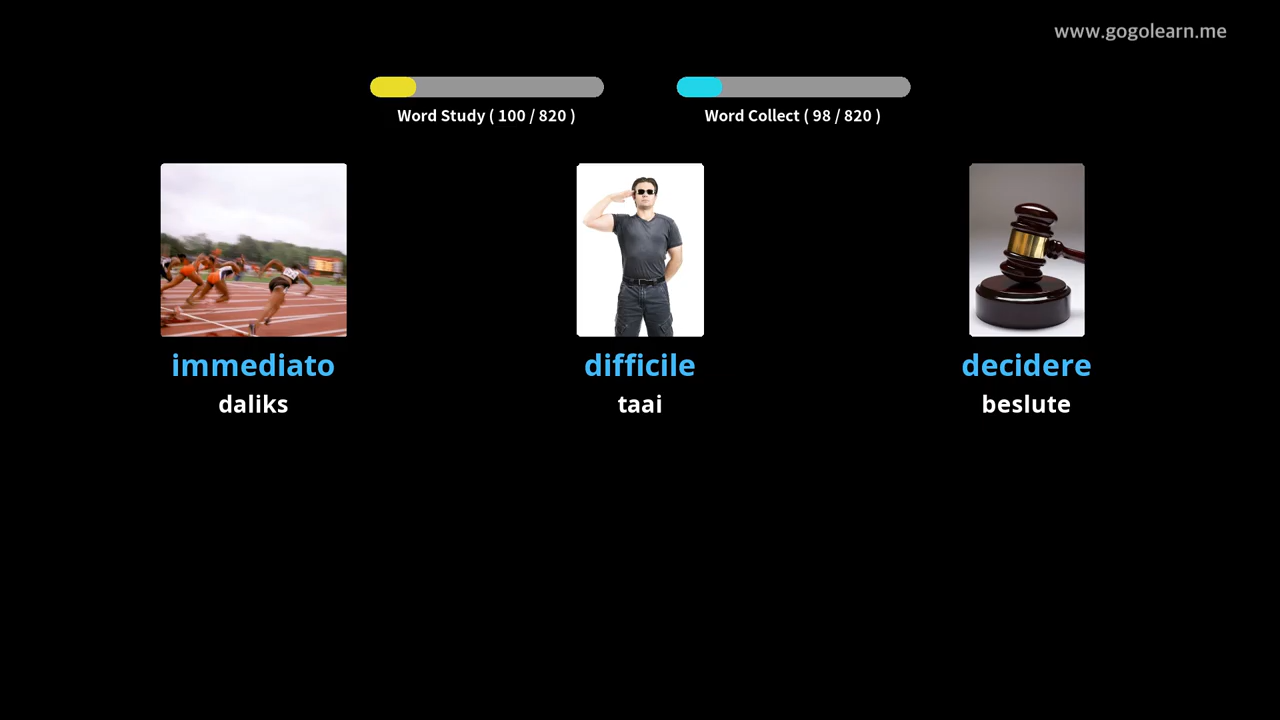 www.gogolearn.me
Word Study ( 100 / 820 )
Word Collect ( 98 / 820 )
immediato
daliks
difficile
taai
decidere
beslute